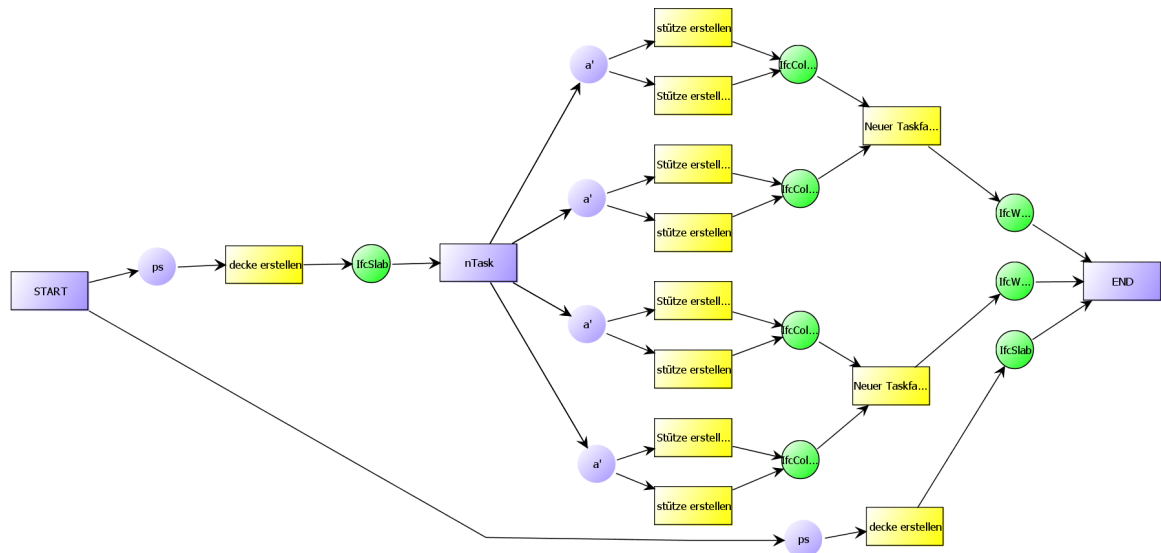 stütze erstellen
a'
IfcCol...
Stütze erstell...
Neuer Taskfa...
Stütze erstell...
a'
IfcCol...
stütze erstellen
IfcW...
ps
decke erstellen
IfcSlab
nTask
START
IfcW...
END
Stütze erstell...
a'
IfcCol...
stütze erstellen
IfcSlab
Neuer Taskfa...
Stütze erstell...
a'
IfcCol...
stütze erstellen
ps
decke erstellen